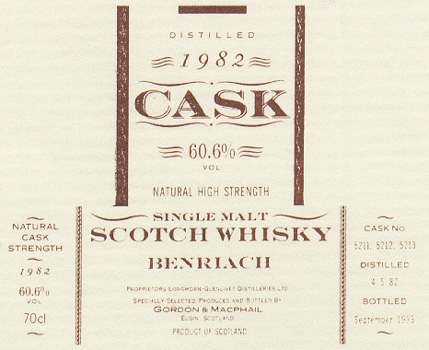 DISTILLED
1982
CASK
60.6%
VOL
NATURAL HIGH STRENGTH
SINGLE MALT
SCOTCH WHISKY
BENRIACH
PROPRIETORS LONGMORN-GLENLIVET DISTILLERIES LTD.
SPECIALLY SELECTED PRODUCED AND BOTTLED BY
GORDON & MACPHAIL
ELGIN, SCOTLAND
PRODUCT OF SCOTLAND
NATURAL
CASK
STRENGTH
1982
60.6%
VOL
70cl
CASK No.
5211, 5212, 5213
DISTILLED
4.5.82
BOTTLED
September 1993